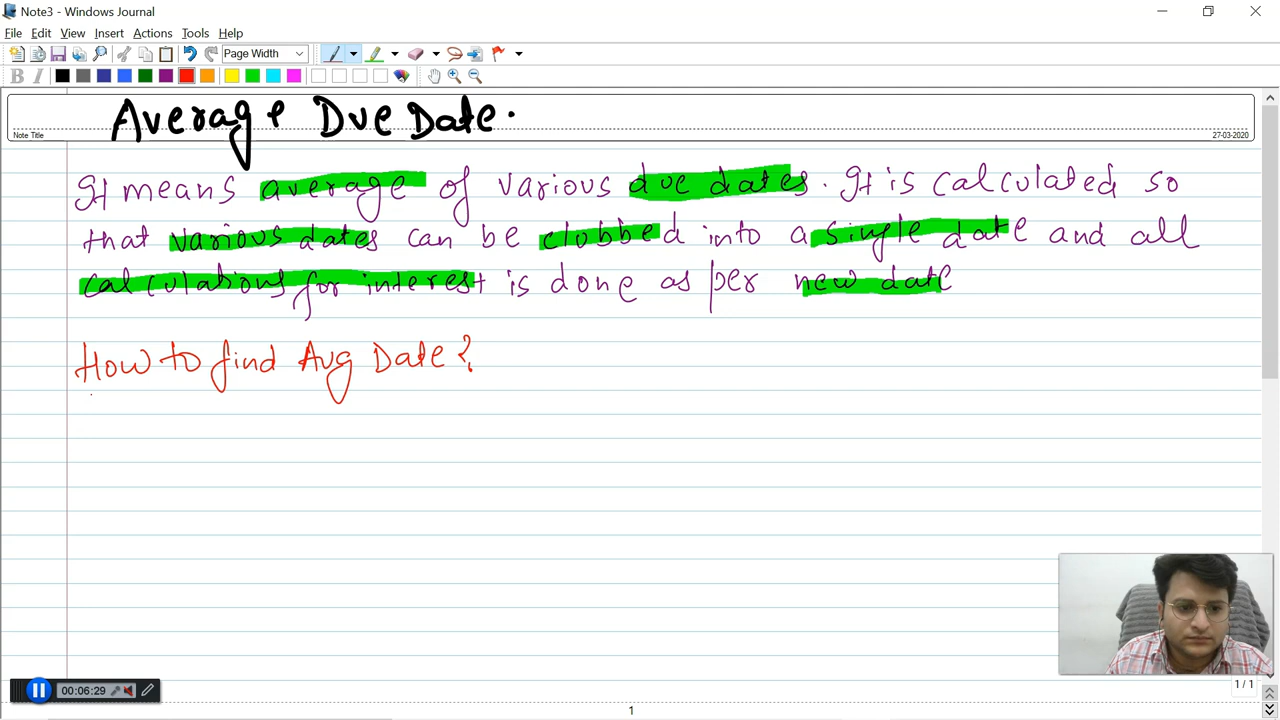 Note3 - Windows Journal
File Edit View Insert Actions Tools Help
Page Width
B I
Average Due Date.
Note Title
27-03-2020
It means average of various due dates. It is calculated so
that various dates can be clubbed into a single date and all
calculations for interest is done as per new date
How to find Avg Date?
00:06:29
1 / 1
1